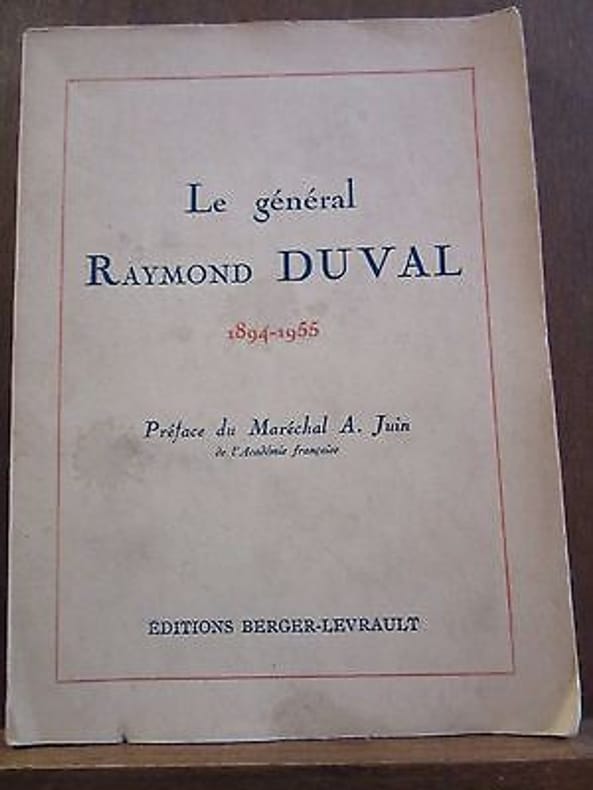 Le général
RAYMOND DUVAL
1894-1955
Préface du Maréchal A. Juin
de l'Académie française
ÉDITIONS BERGER-LEVRAULT